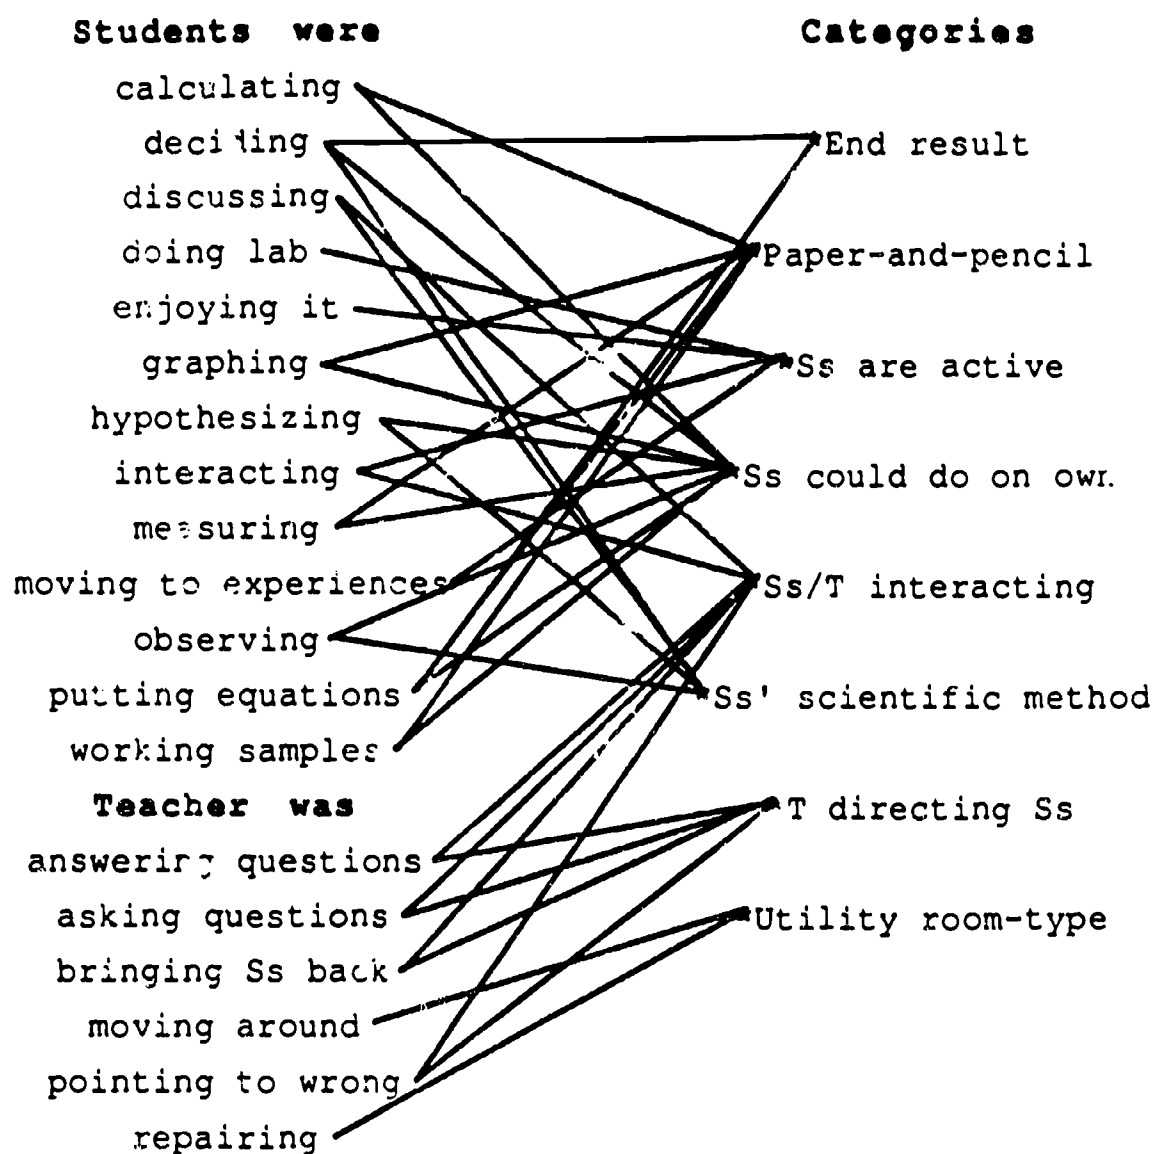 Students were
calculating
deciding
discussing
doing lab
enjoying it
graphing
hypothesizing
interacting
measuring
moving to experiences
observing
putting equations
working samples
Teacher was
answering questions
asking questions
bringing Ss back
moving around
pointing to wrong
repairing
Categories
End result
Paper-and-pencil
Ss are active
Ss could do on own.
Ss/T interacting
Ss' scientific method
T directing Ss
Utility room-type